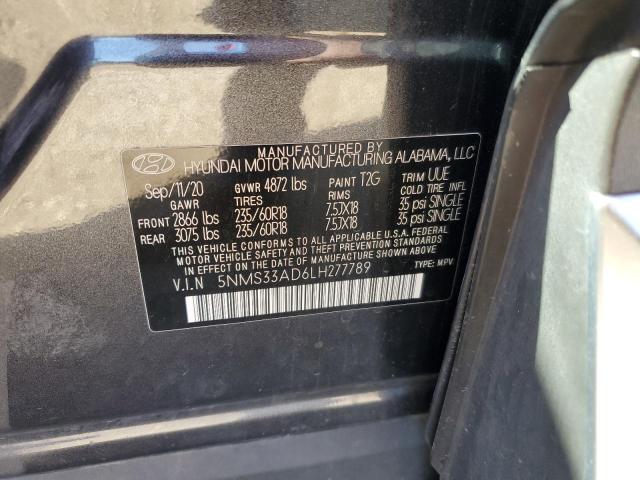 MANUFACTURED BY
HYUNDAI MOTOR MANUFACTURING ALABAMA, LLC
Sep/11/20 GVWR 4872 lbs PAINT T2G TRIM UUE
GAWR TIRES RIMS COLD TIRE INFL
FRONT 2866 lbs 235/60R18 7.5JX18 35 psi SINGLE
REAR 3075 lbs 235/60R18 7.5JX18 35 psi SINGLE
THIS VEHICLE CONFORMS TO ALL APPLICABLE U.S.A. FEDERAL
MOTOR VEHICLE SAFETY AND THEFT PREVENTION STANDARDS
IN EFFECT ON THE DATE OF MANUFACTURE SHOWN ABOVE.
V.I.N 5NMS33AD6LH277789 TYPE: MPV